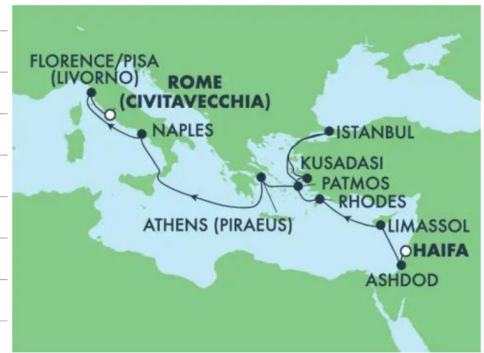 FLORENCE/PISA
(LIVORNO)
ROME
(CIVITAVECCHIA)
NAPLES
ISTANBUL
KUSADASI
PATMOS
RHODES
ATHENS (PIRAEUS)
LIMASSOL
HAIFA
ASHDOD